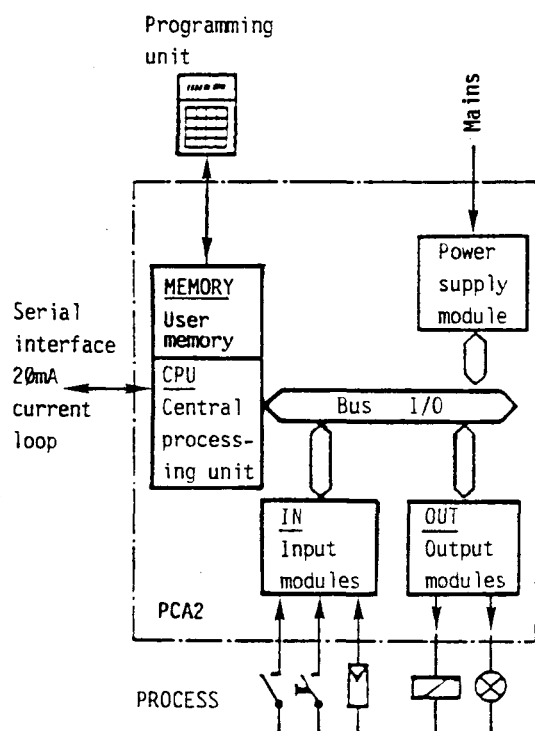 Programming
unit
Mains
Power
supply
module
MEMORY
User
memory
Serial
interface
20mA
current
loop
CPU
Central
process-
ing unit
Bus I/O
IN
Input
modules
OUT
Output
modules
PCA2
PROCESS